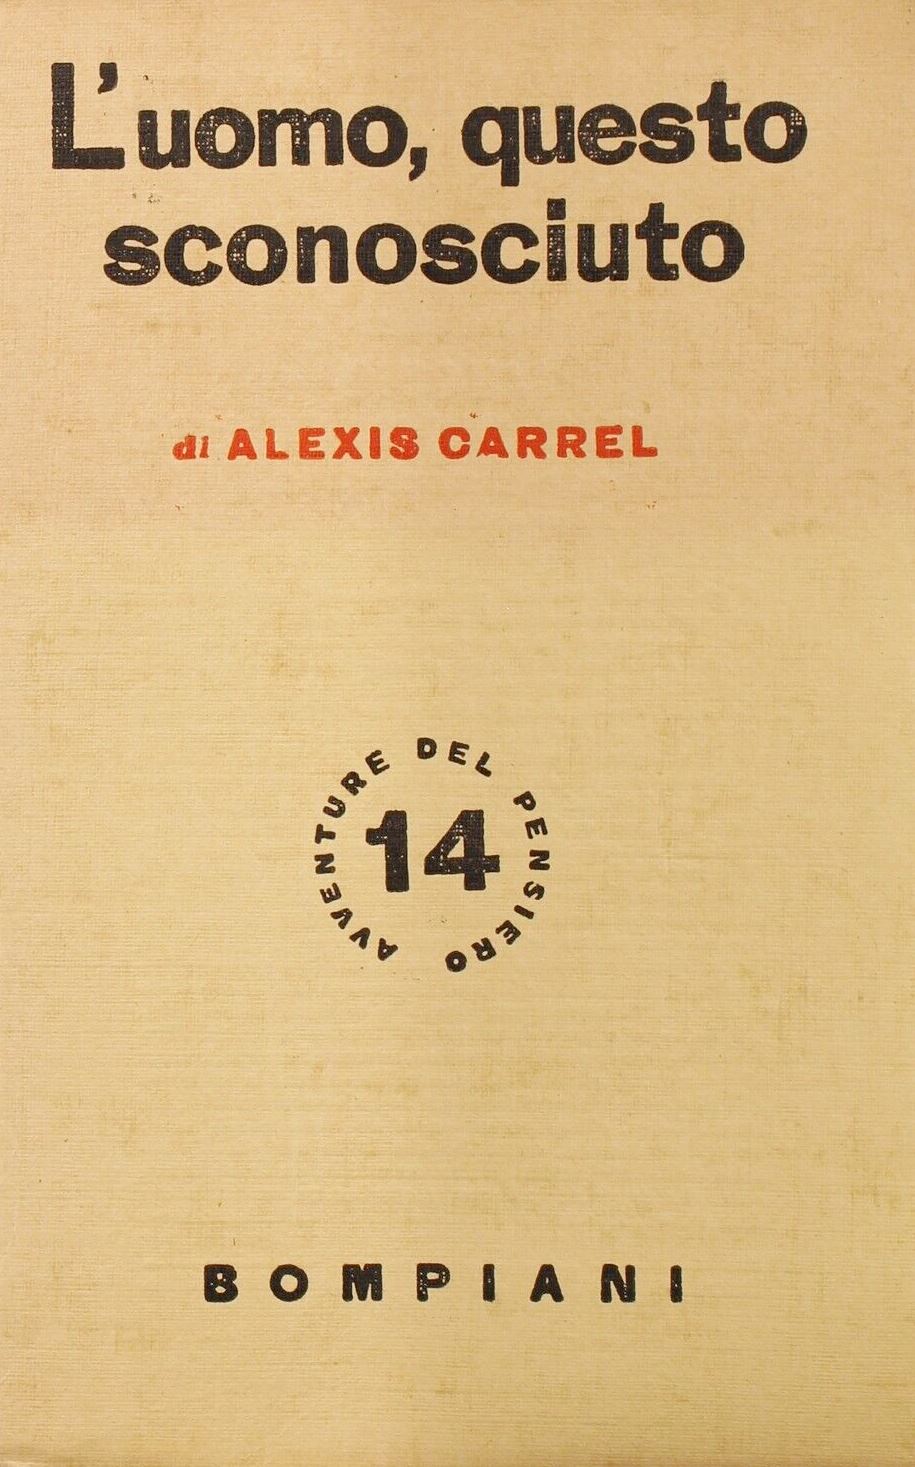 L'uomo, questo
sconosciuto
di ALEXIS CARREL
AVVENTURE DEL PENSIERO
14
BOMPIANI